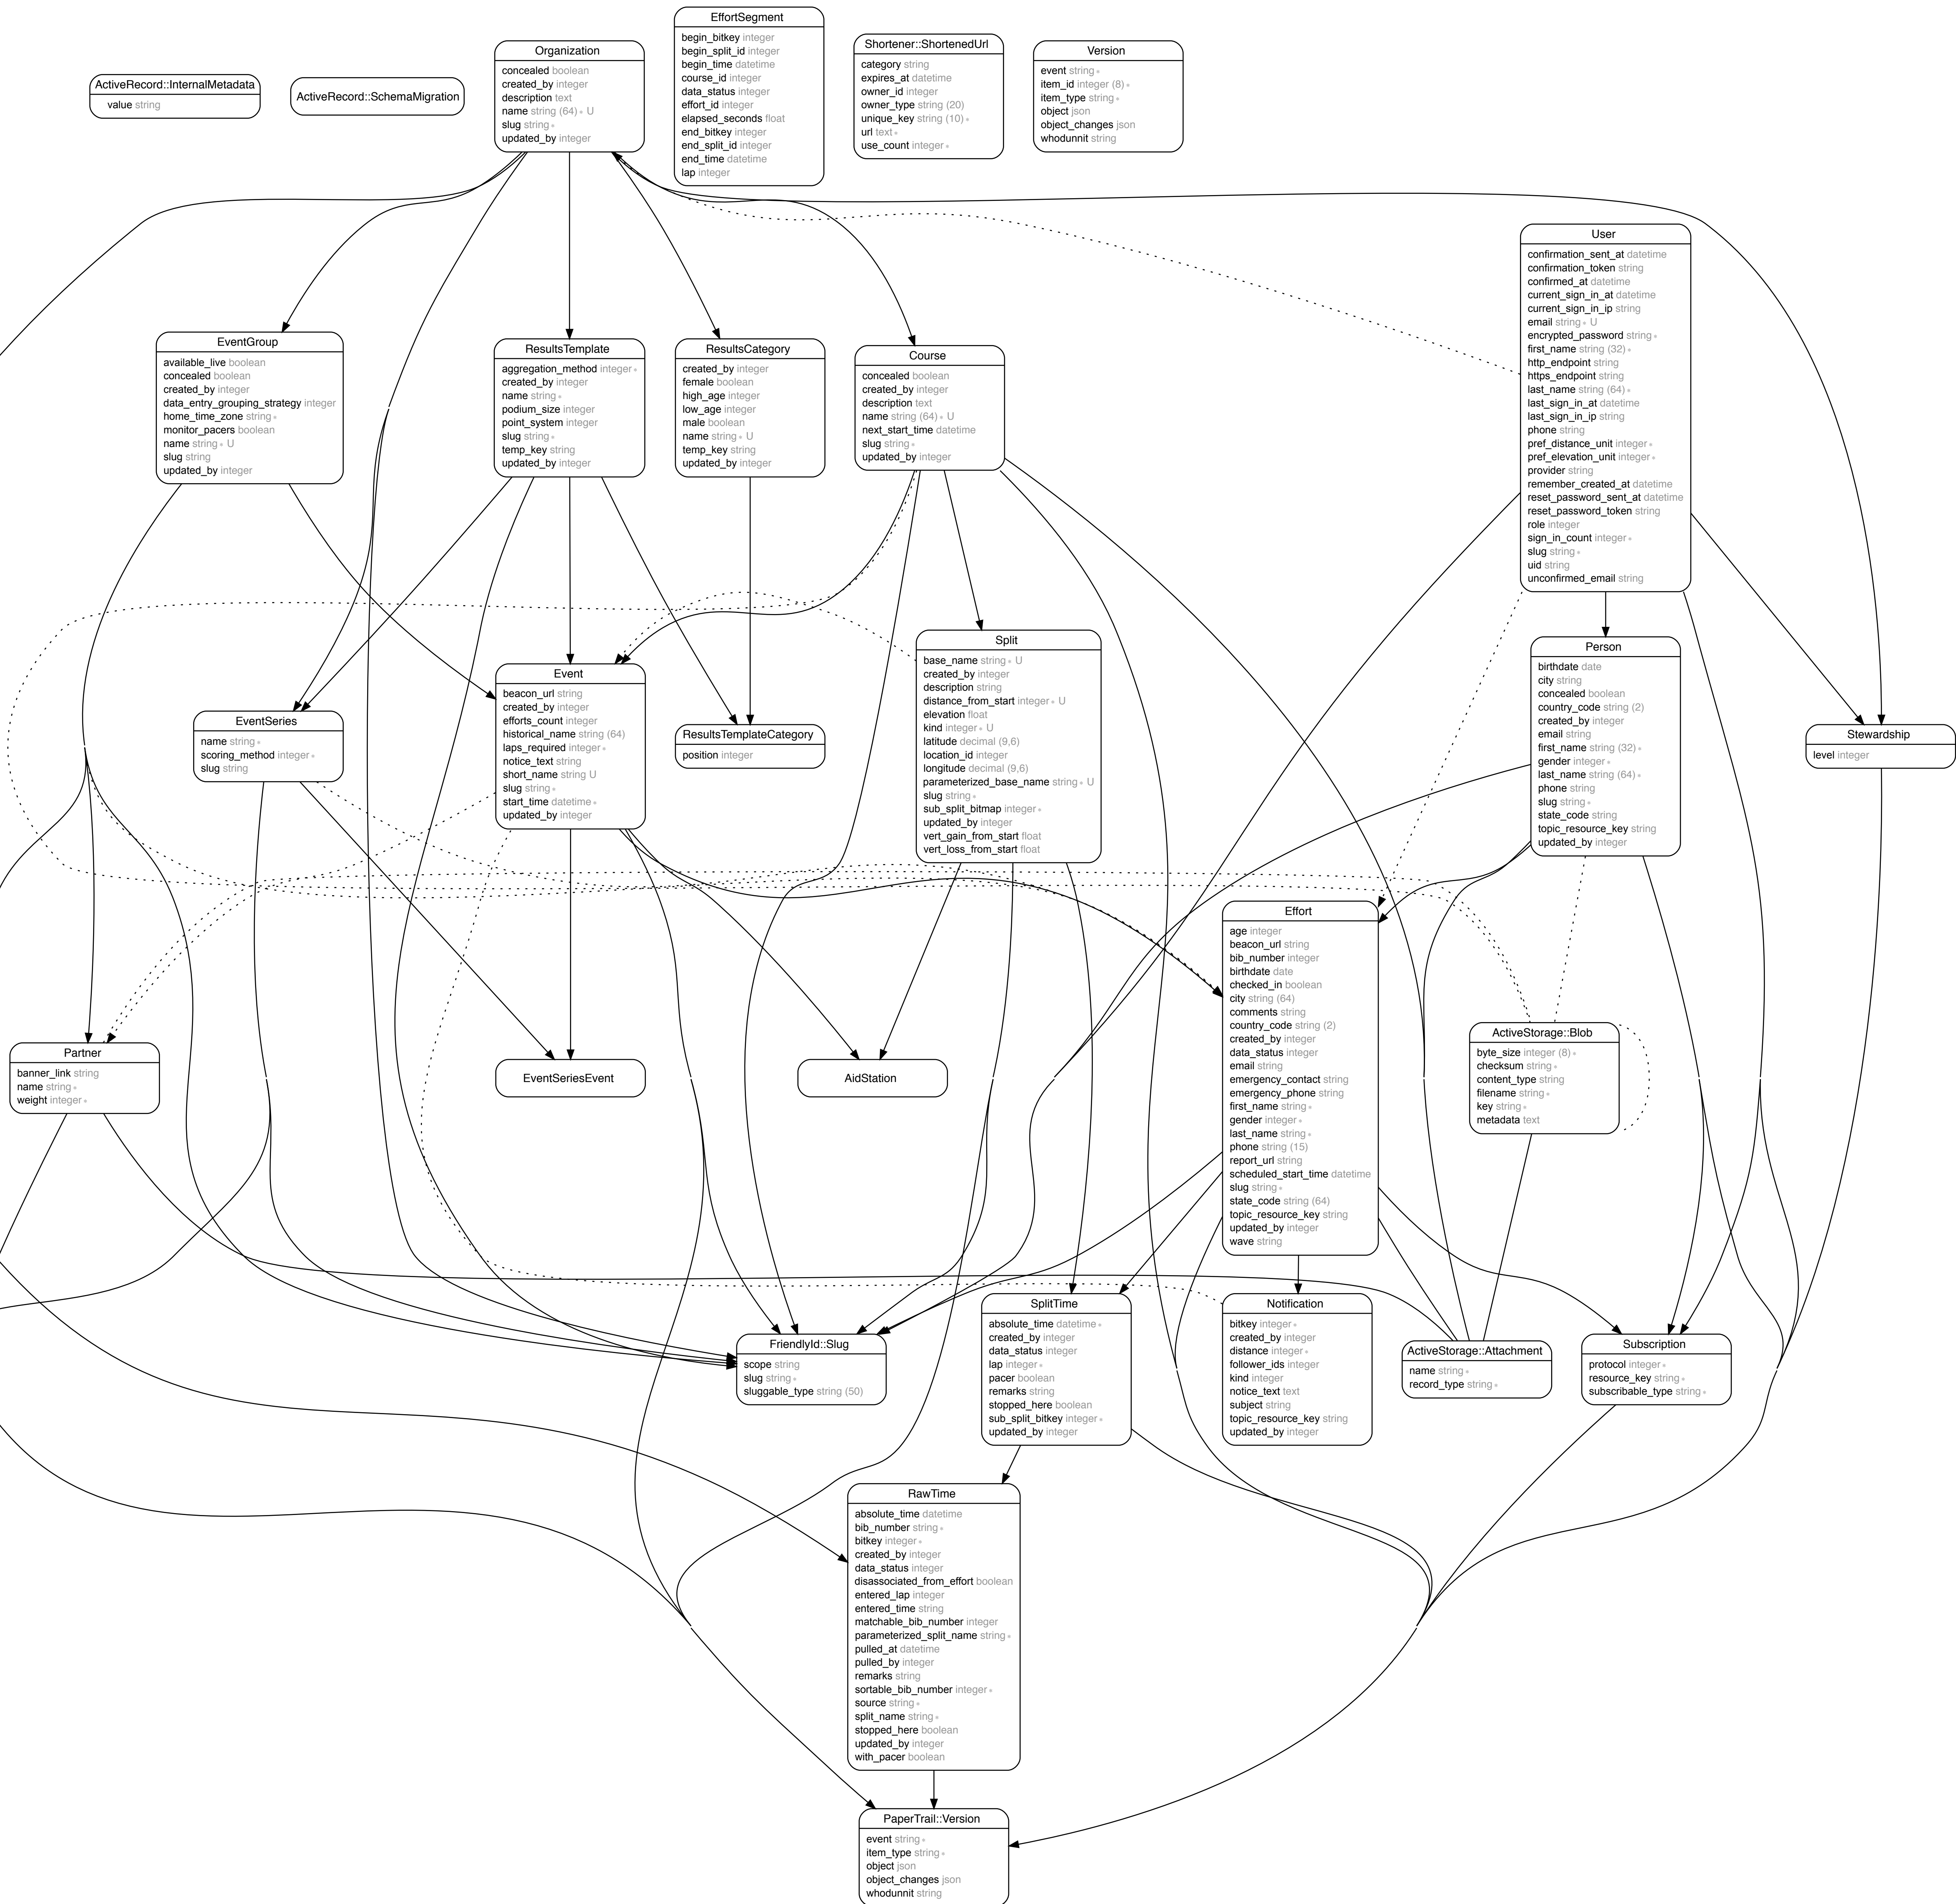 ActiveRecord::InternalMetadata
value string
ActiveRecord::SchemaMigration
Organization
concealed boolean
created_by integer
description text
name string (64) ∗ U
slug string ∗
updated_by integer
EffortSegment
begin_bitkey integer
begin_split_id integer
begin_time datetime
course_id integer
data_status integer
effort_id integer
elapsed_seconds float
end_bitkey integer
end_split_id integer
end_time datetime
lap integer
Shortener::ShortenedUrl
category string
expires_at datetime
owner_id integer
owner_type string (20)
unique_key string (10) ∗
url text ∗
use_count integer ∗
Version
event string ∗
item_id integer (8) ∗
item_type string ∗
object json
object_changes json
whodunnit string
User
confirmation_sent_at datetime
confirmation_token string
confirmed_at datetime
current_sign_in_at datetime
current_sign_in_ip string
email string ∗ U
encrypted_password string ∗
first_name string (32) ∗
http_endpoint string
https_endpoint string
last_name string (64) ∗
last_sign_in_at datetime
last_sign_in_ip string
phone string
pref_distance_unit integer ∗
pref_elevation_unit integer ∗
provider string
remember_created_at datetime
reset_password_sent_at datetime
reset_password_token string
role integer
sign_in_count integer ∗
slug string ∗
uid string
unconfirmed_email string
EventGroup
available_live boolean
concealed boolean
created_by integer
data_entry_grouping_strategy integer
home_time_zone string ∗
monitor_pacers boolean
name string ∗ U
slug string
updated_by integer
ResultsTemplate
aggregation_method integer ∗
created_by integer
name string ∗
podium_size integer
point_system integer
slug string ∗
temp_key string
updated_by integer
ResultsCategory
created_by integer
female boolean
high_age integer
low_age integer
male boolean
name string ∗ U
temp_key string
updated_by integer
Course
concealed boolean
created_by integer
description text
name string (64) ∗ U
next_start_time datetime
slug string ∗
updated_by integer
Split
base_name string ∗ U
created_by integer
description string
distance_from_start integer ∗ U
elevation float
kind integer ∗ U
latitude decimal (9,6)
location_id integer
longitude decimal (9,6)
parameterized_base_name string ∗ U
slug string ∗
sub_split_bitmap integer ∗
updated_by integer
vert_gain_from_start float
vert_loss_from_start float
Person
birthdate date
city string
concealed boolean
country_code string (2)
created_by integer
email string
first_name string (32) ∗
gender integer ∗
last_name string (64) ∗
phone string
slug string ∗
state_code string
topic_resource_key string
updated_by integer
Event
beacon_url string
created_by integer
efforts_count integer
historical_name string (64)
laps_required integer ∗
notice_text string
short_name string U
slug string ∗
start_time datetime ∗
updated_by integer
EventSeries
name string ∗
scoring_method integer ∗
slug string
ResultsTemplateCategory
position integer
Stewardship
level integer
Effort
age integer
beacon_url string
bib_number integer
birthdate date
checked_in boolean
city string (64)
comments string
country_code string (2)
created_by integer
data_status integer
email string
emergency_contact string
emergency_phone string
first_name string ∗
gender integer ∗
last_name string ∗
phone string (15)
report_url string
scheduled_start_time datetime
slug string ∗
state_code string (64)
topic_resource_key string
updated_by integer
wave string
ActiveStorage::Blob
byte_size integer (8) ∗
checksum string ∗
content_type string
filename string ∗
key string ∗
metadata text
Partner
banner_link string
name string ∗
weight integer ∗
EventSeriesEvent
AidStation
SplitTime
absolute_time datetime ∗
created_by integer
data_status integer
lap integer ∗
pacer boolean
remarks string
stopped_here boolean
sub_split_bitkey integer ∗
updated_by integer
Notification
bitkey integer ∗
created_by integer
distance integer ∗
follower_ids integer
kind integer
notice_text text
subject string
topic_resource_key string
updated_by integer
FriendlyId::Slug
scope string
slug string ∗
sluggable_type string (50)
ActiveStorage::Attachment
name string ∗
record_type string ∗
Subscription
protocol integer ∗
resource_key string ∗
subscribable_type string ∗
RawTime
absolute_time datetime
bib_number string ∗
bitkey integer ∗
created_by integer
data_status integer
disassociated_from_effort boolean
entered_lap integer
entered_time string
matchable_bib_number integer
parameterized_split_name string ∗
pulled_at datetime
pulled_by integer
remarks string
sortable_bib_number integer ∗
source string ∗
split_name string ∗
stopped_here boolean
updated_by integer
with_pacer boolean
PaperTrail::Version
event string ∗
item_type string ∗
object json
object_changes json
whodunnit string